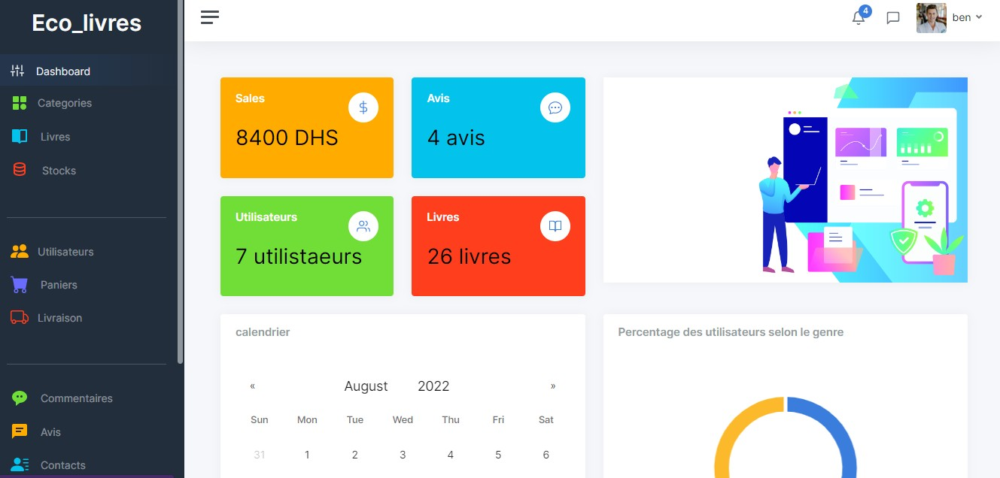 Eco_livres
Dashboard
Categories
Livres
Stocks
Utilisateurs
Paniers
Livraison
Commentaires
Avis
Contacts
4
ben
Sales
$
8400 DHS
Avis
4 avis
Utilisateurs
7 utilistaeurs
Livres
26 livres
calendrier
« August 2022 »
Sun Mon Tue Wed Thu Fri Sat
31 1 2 3 4 5 6
Percentage des utilisateurs selon le genre